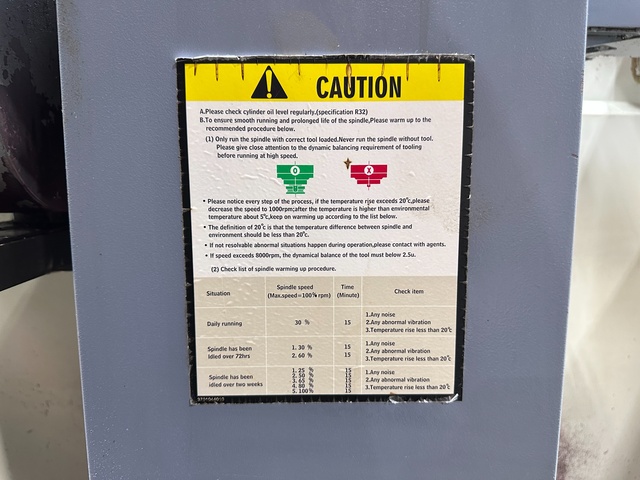 CAUTION
A.Please check cylinder oil level regularly.(specification R32)
B.To ensure smooth running and prolonged life of the spindle,Please warm up to the
recommended procedure below.
(1) Only run the spindle with correct tool loaded.Never run the spindle without tool.
Please give close attention to the dynamic balancing requirement of tooling
before running at high speed.
O X
• Please notice every step of the process, if the temperature rise exceeds 20℃,please
decrease the speed to 1000rpm;after the temperature is higher than environmental
temperature about 5℃,keep on warming up according to the list below.
• The definition of 20℃ is that the temperature difference between spindle and
environment should be less than 20℃.
• If not resolvable abnormal situations happen during operation,please contact with agents.
• If speed exceeds 8000rpm, the dynamical balance of the tool must below 2.5u.
(2) Check list of spindle warming up procedure.
Situation Spindle speed (Max.speed=100% rpm) Time (Minute) Check item
Daily running 30 % 15
1.Any noise
2.Any abnormal vibration
3.Temperature rise less than 20℃
Spindle has been
idled over 72hrs
1. 30 % 15
2. 60 % 15
1.Any noise
2.Any abnormal vibration
3.Temperature rise less than 20℃
Spindle has been
idled over two weeks
1. 25 % 15
2. 50 % 15
3. 65 % 15
4. 80 % 15
5. 100% 15
1.Any noise
2.Any abnormal vibration
3.Temperature rise less than 20℃